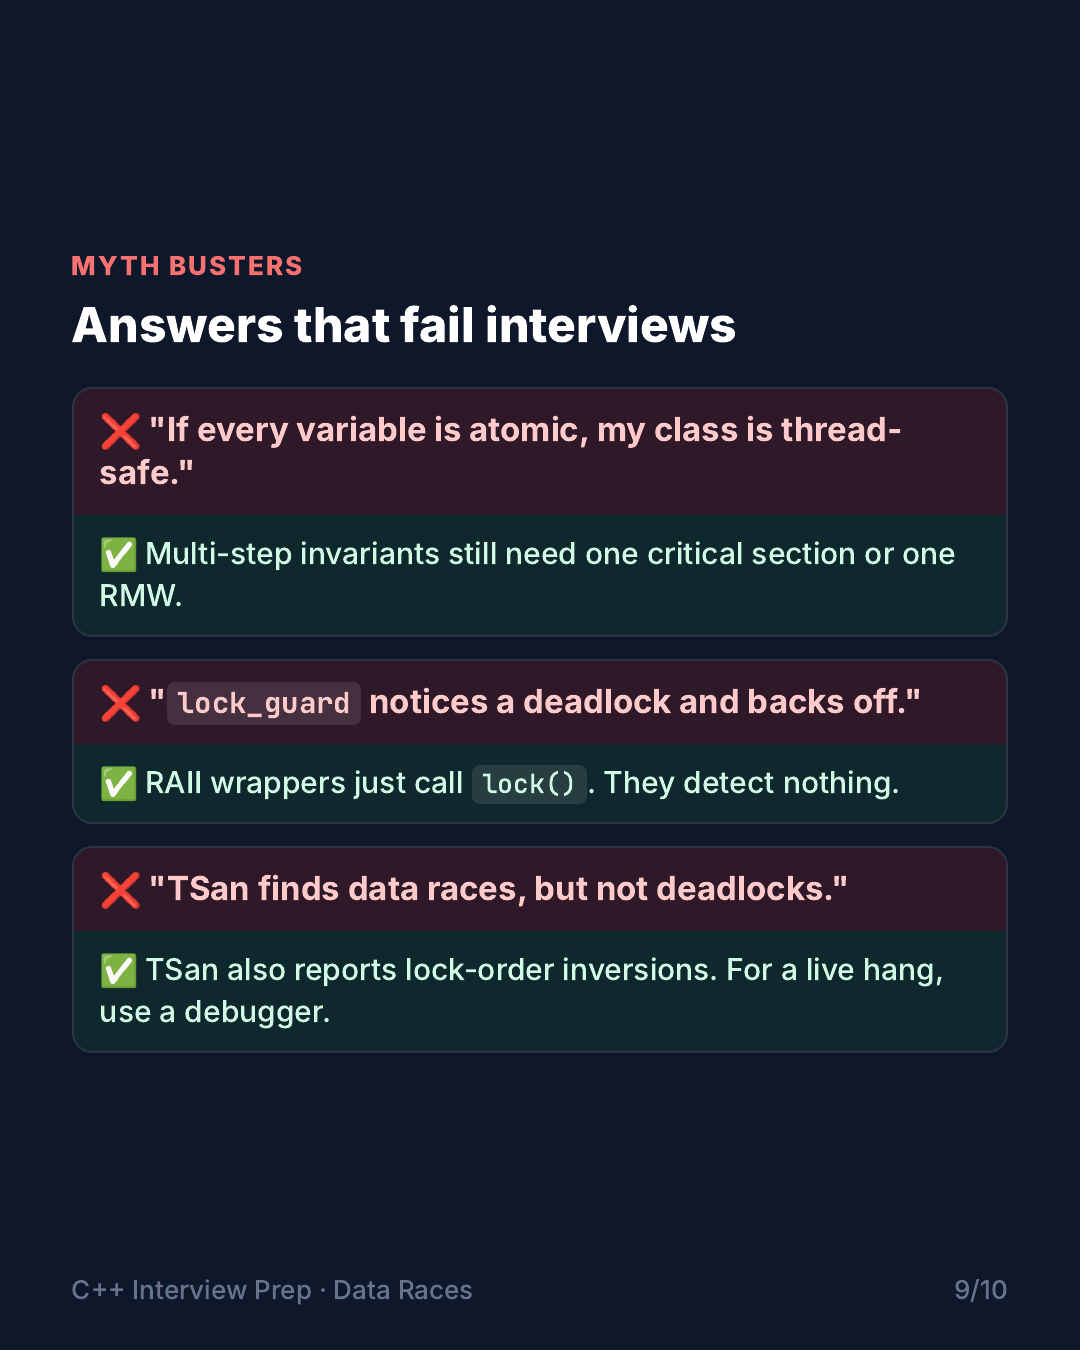 MYTH BUSTERS
Answers that fail interviews
❌ "If every variable is atomic, my class is thread-
safe."
✅ Multi-step invariants still need one critical section or one
RMW.
❌ "lock_guard notices a deadlock and backs off."
✅ RAII wrappers just call lock(). They detect nothing.
❌ "TSan finds data races, but not deadlocks."
✅ TSan also reports lock-order inversions. For a live hang,
use a debugger.
C++ Interview Prep · Data Races
9/10